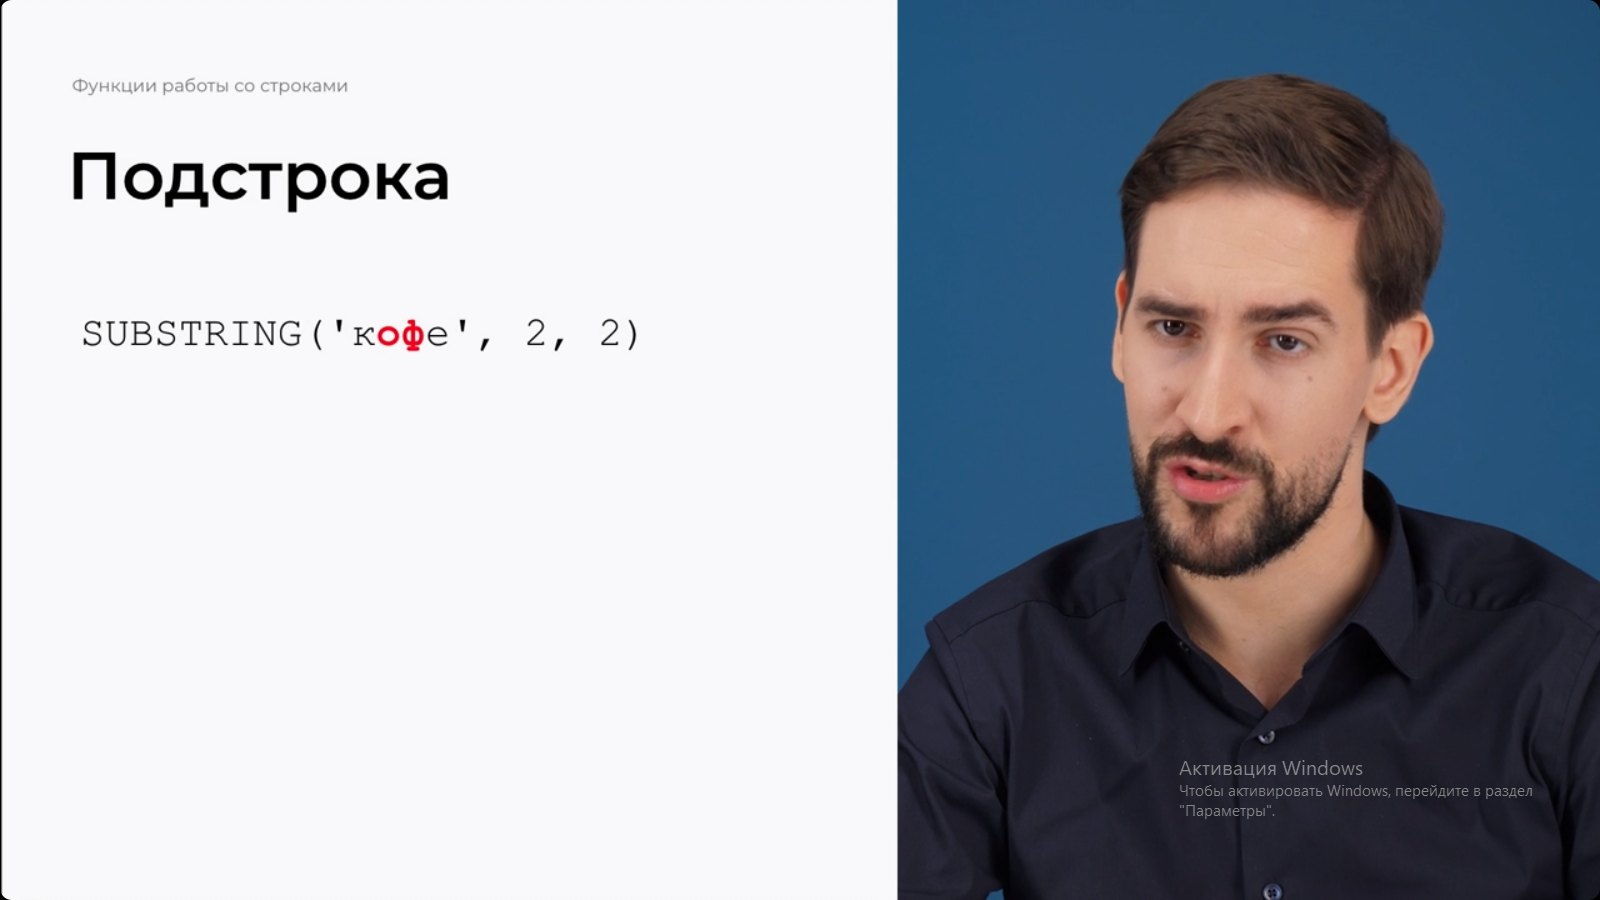 Функции работы со строками
Подстрока
SUBSTRING('кофе', 2, 2)
Активация Windows
Чтобы активировать Windows, перейдите в раздел
"Параметры".